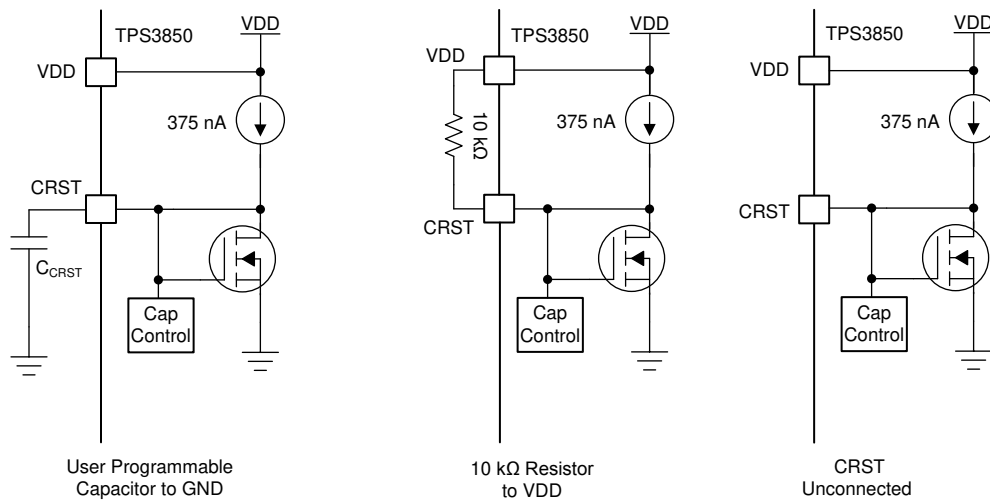 TPS3850
VDD
VDD
375 nA
CRST
C_CRST
Cap
Control
User Programmable
Capacitor to GND
TPS3850
VDD
VDD
10 kΩ
375 nA
CRST
Cap
Control
10 kΩ Resistor
to VDD
TPS3850
VDD
VDD
375 nA
CRST
Cap
Control
CRST
Unconnected